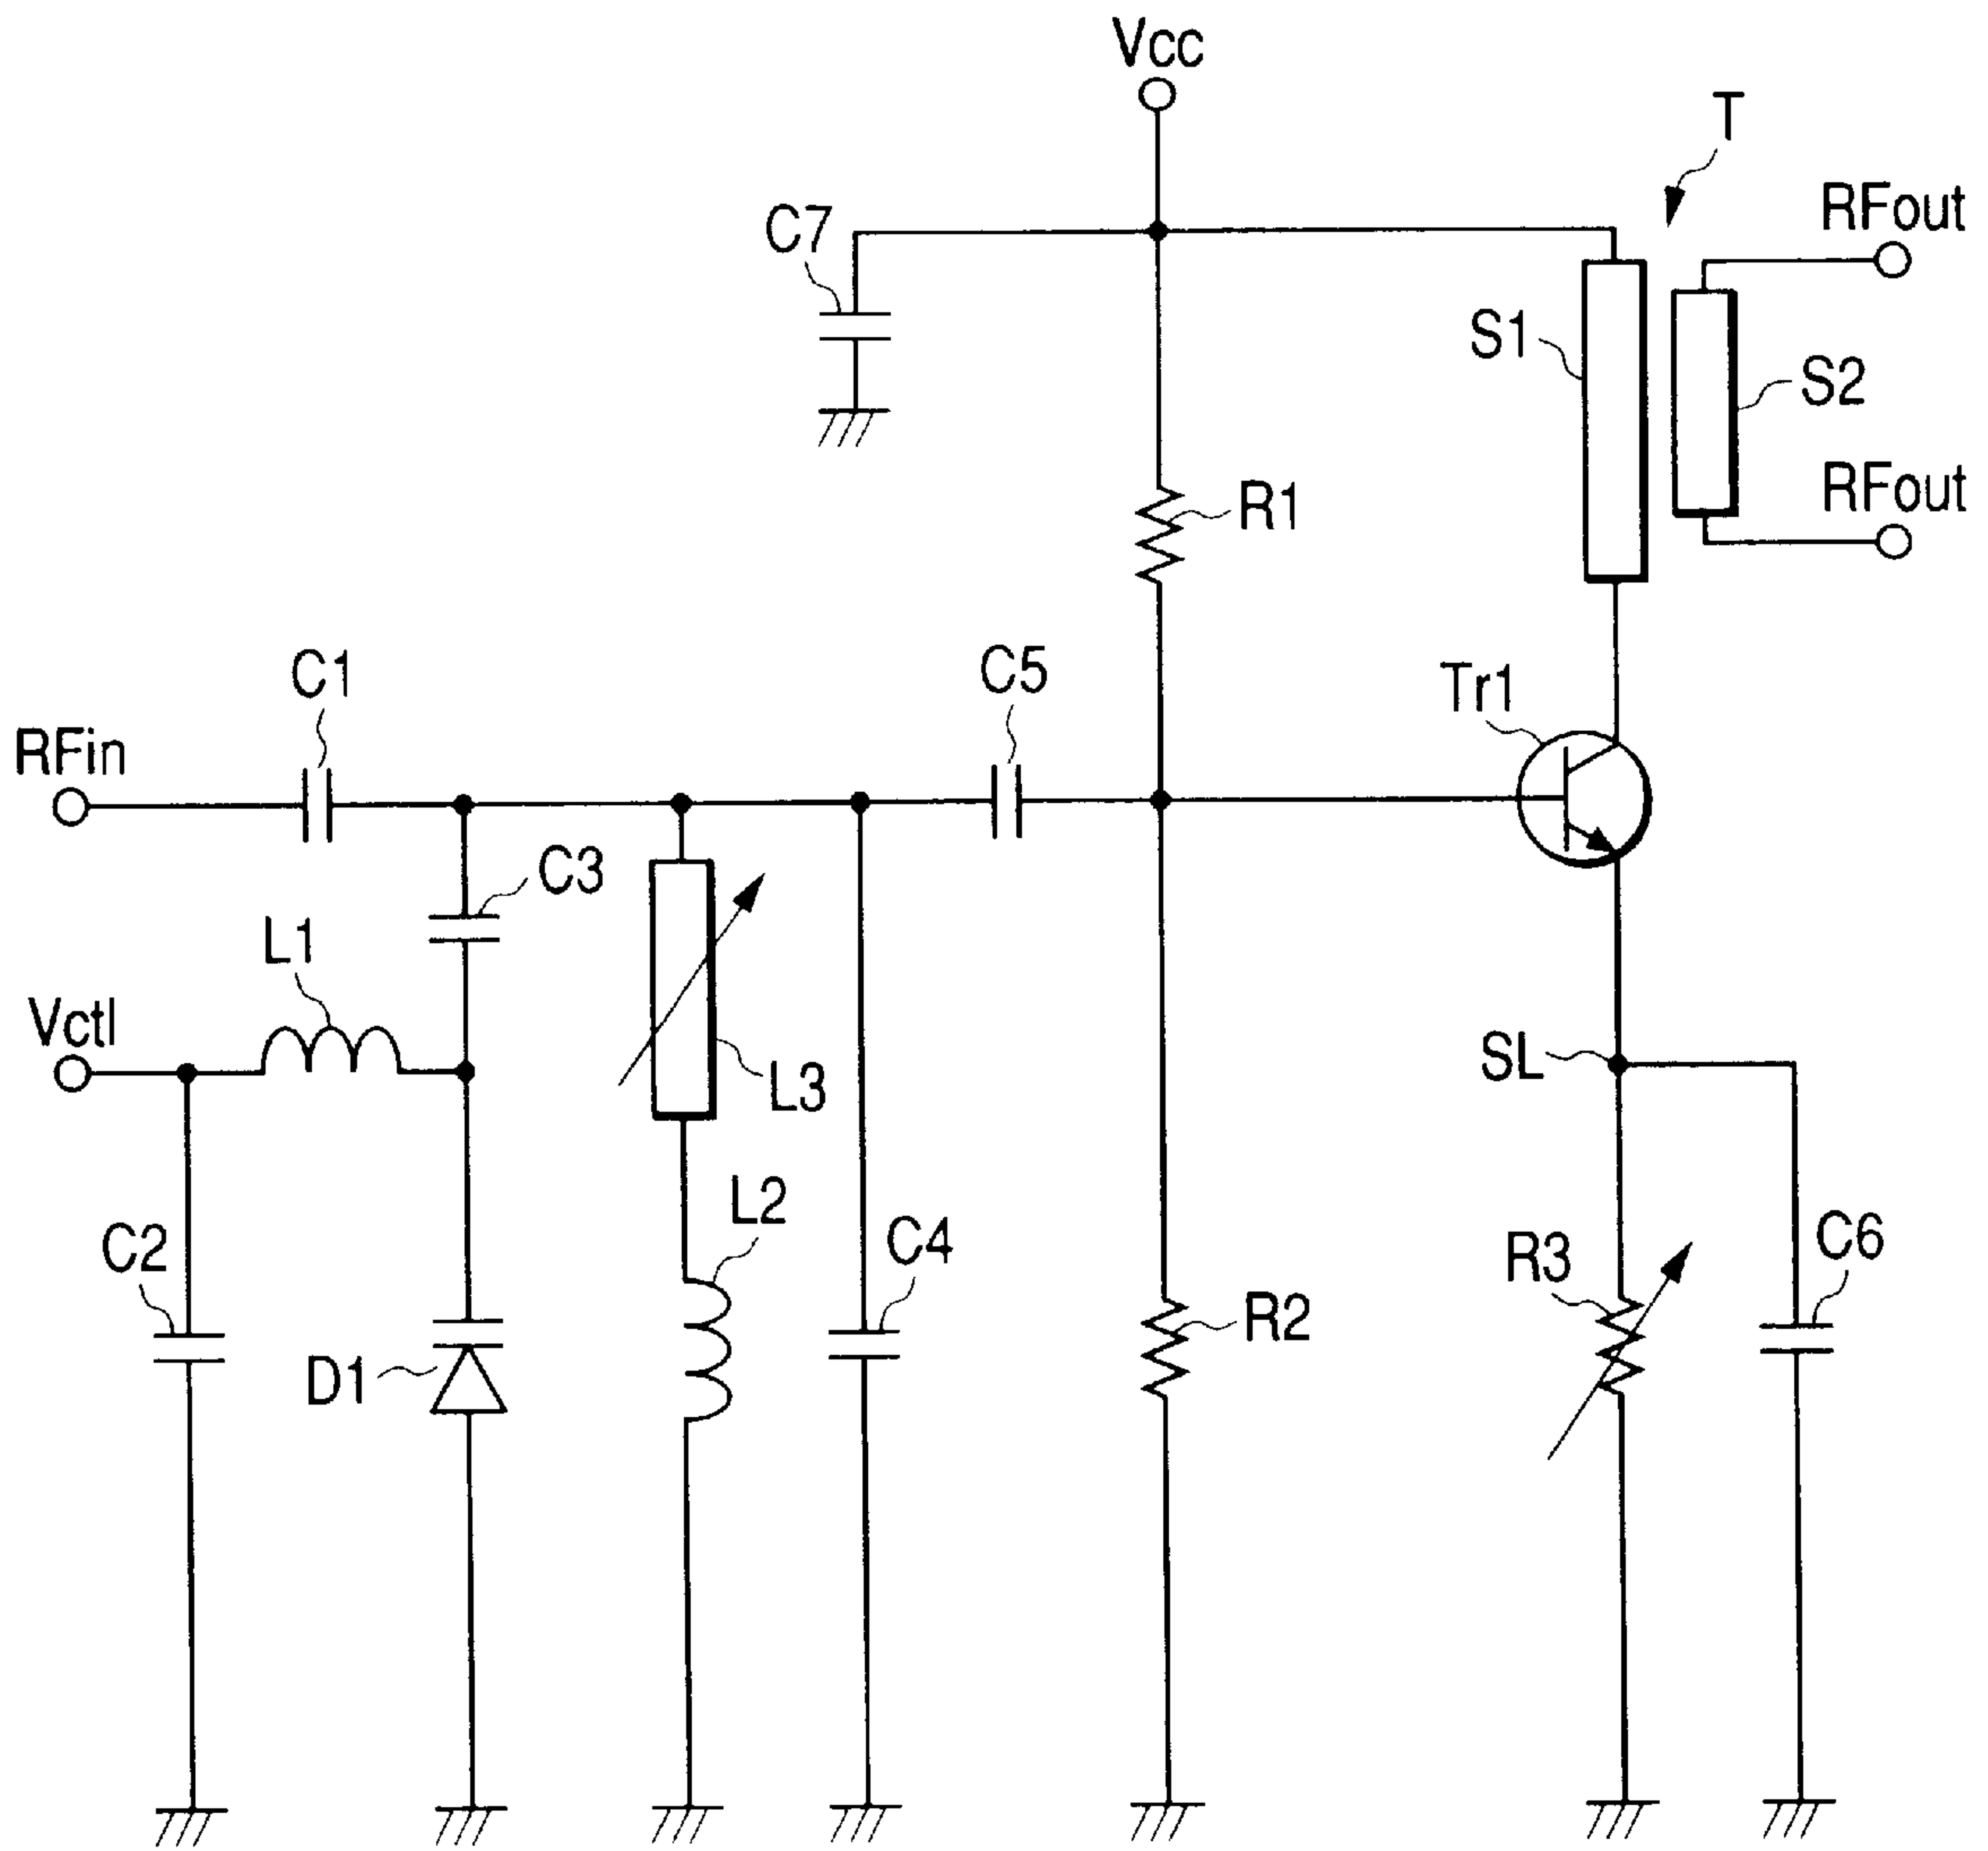 Vcc
T
RFout
C7
S1
S2
RFout
R1
C1
C5
Tr1
RFin
C3
L1
Vctl
SL
L3
L2
C2
C4
R3
C6
R2
D1